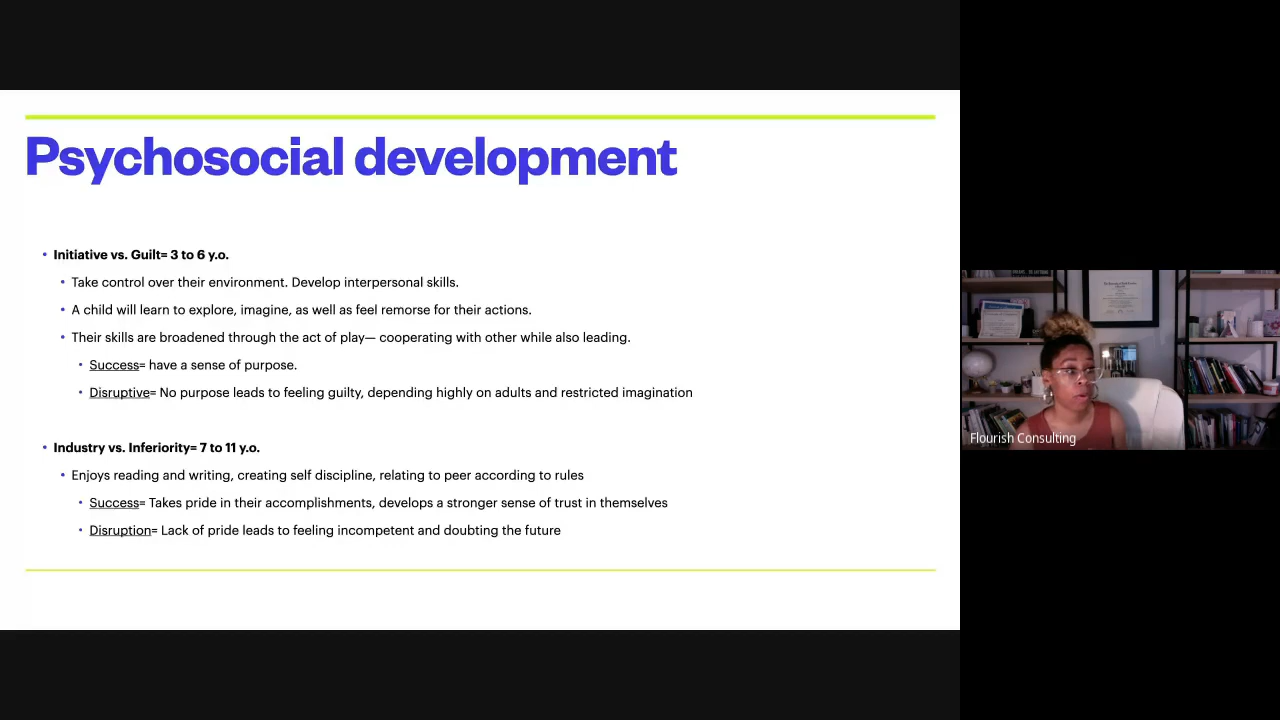 Psychosocial development
• Initiative vs. Guilt= 3 to 6 y.o.
• Take control over their environment. Develop interpersonal skills.
• A child will learn to explore, imagine, as well as feel remorse for their actions.
• Their skills are broadened through the act of play— cooperating with other while also leading.
• Success= have a sense of purpose.
• Disruptive= No purpose leads to feeling guilty, depending highly on adults and restricted imagination
• Industry vs. Inferiority= 7 to 11 y.o.
• Enjoys reading and writing, creating self discipline, relating to peer according to rules
• Success= Takes pride in their accomplishments, develops a stronger sense of trust in themselves
• Disruption= Lack of pride leads to feeling incompetent and doubting the future
Flourish Consulting